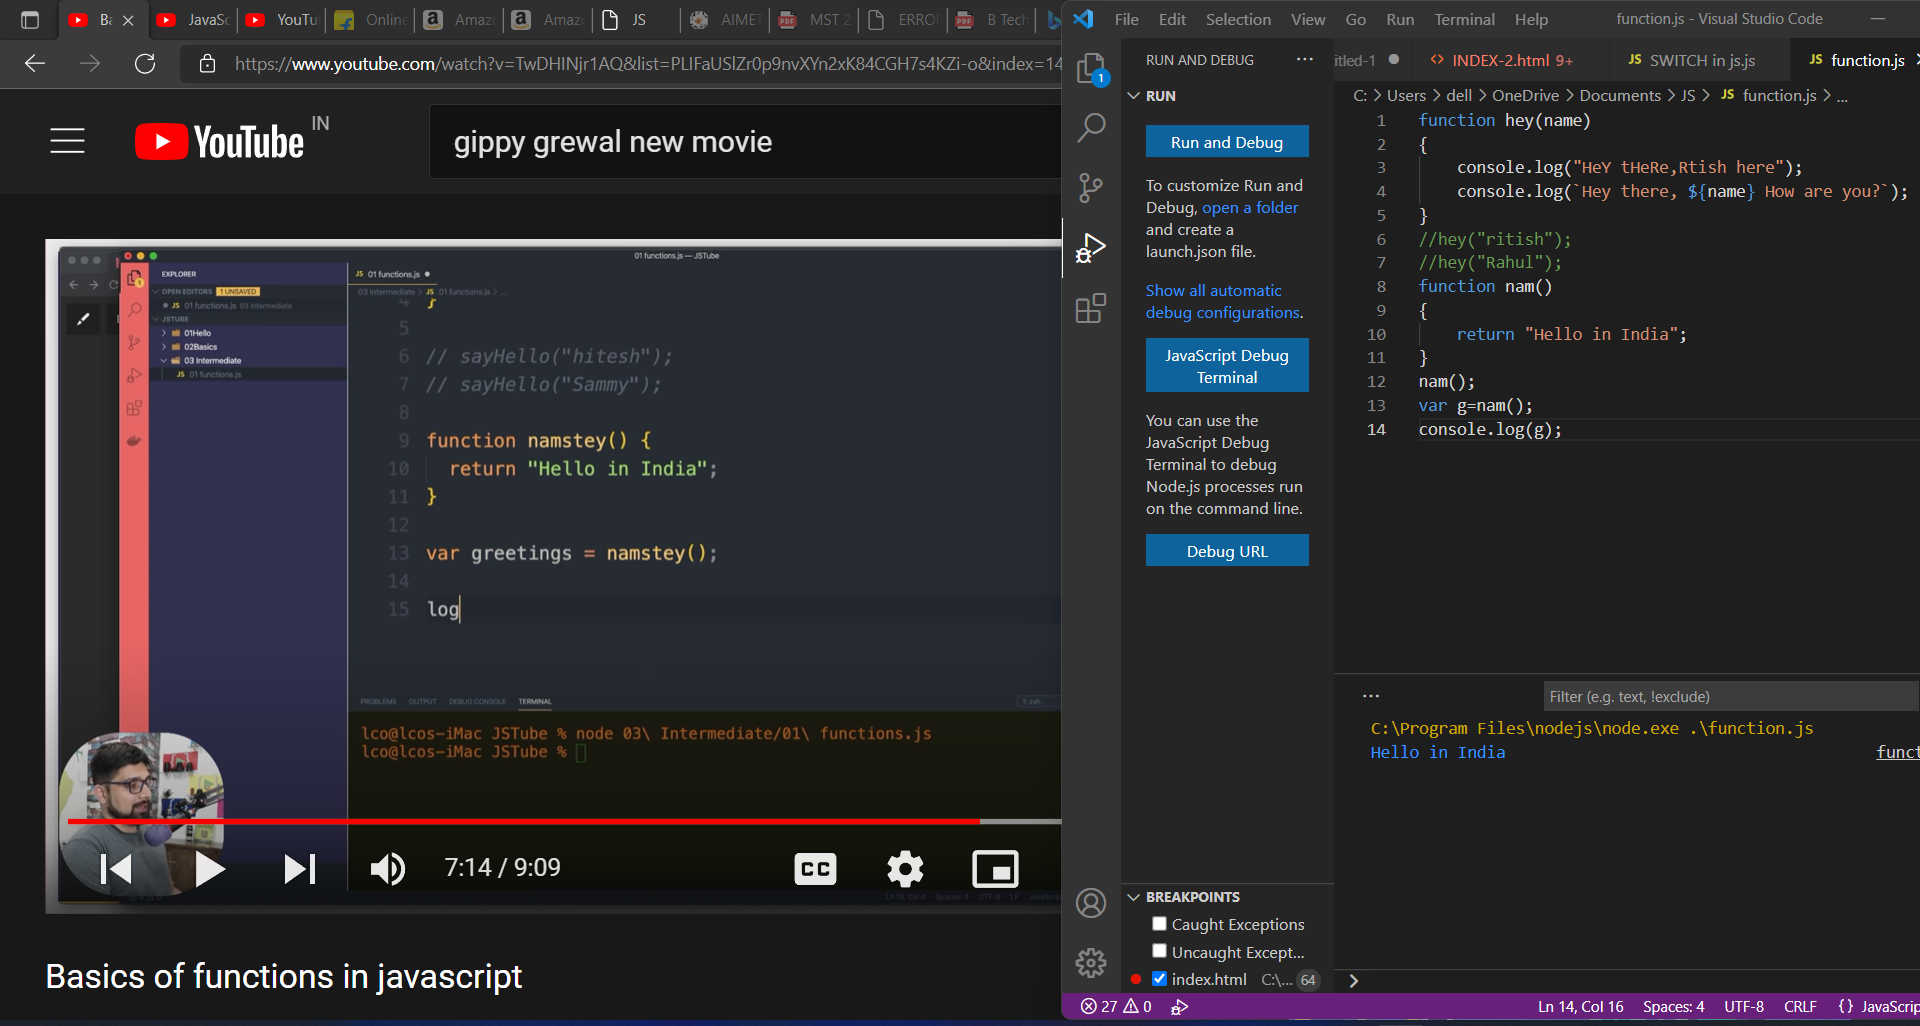 Ba
JavaSc
YouTu
Online
Amazo
Amazo
JS
AIMET
MST 2
ERRO
B Tech
https://www.youtube.com/watch?v=TwDHINjr1AQ&list=PLIFaUSlZr0p9nvXYn2xK84CGH7s4KZi-o&index=14
YouTube IN
gippy grewal new movie
01 functions.js — JSTube
EXPLORER
OPEN EDITORS 1 UNSAVED
JS 01 functions.js 03 Intermediate
JSTUBE
01Hello
02Basics
03 Intermediate
JS 01 functions.js
JS 01 functions.js
03 Intermediate > JS 01 functions.js > ...
5
6 // sayHello("hitesh");
7 // sayHello("Sammy");
8
9 function namstey() {
10 return "Hello in India";
11 }
12
13 var greetings = namstey();
14
15 log
PROBLEMS OUTPUT DEBUG CONSOLE TERMINAL 1: zsh
lco@lcos-iMac JSTube % node 03\ Intermediate/01\ functions.js
lco@lcos-iMac JSTube %
7:14 / 9:09
CC
Basics of functions in javascript
File Edit Selection View Go Run Terminal Help function.js - Visual Studio Code
1
RUN AND DEBUG ...
RUN
Run and Debug
To customize Run and
Debug, open a folder
and create a
launch.json file.
Show all automatic
debug configurations.
JavaScript Debug
Terminal
You can use the
JavaScript Debug
Terminal to debug
Node.js processes run
on the command line.
Debug URL
BREAKPOINTS
Caught Exceptions
Uncaught Except...
index.html C:\... 64
itled-1
<> INDEX-2.html 9+
JS SWITCH in js.js
JS function.js
C: > Users > dell > OneDrive > Documents > JS > JS function.js > ...
1 function hey(name)
2 {
3 console.log("HeY tHeRe,Rtish here");
4 console.log(`Hey there, ${name} How are you?`);
5 }
6 //hey("ritish");
7 //hey("Rahul");
8 function nam()
9 {
10 return "Hello in India";
11 }
12 nam();
13 var g=nam();
14 console.log(g);
... Filter (e.g. text, !exclude)
C:\Program Files\nodejs\node.exe .\function.js
Hello in India funct
>
27 0
Ln 14, Col 16 Spaces: 4 UTF-8 CRLF {} JavaScrip